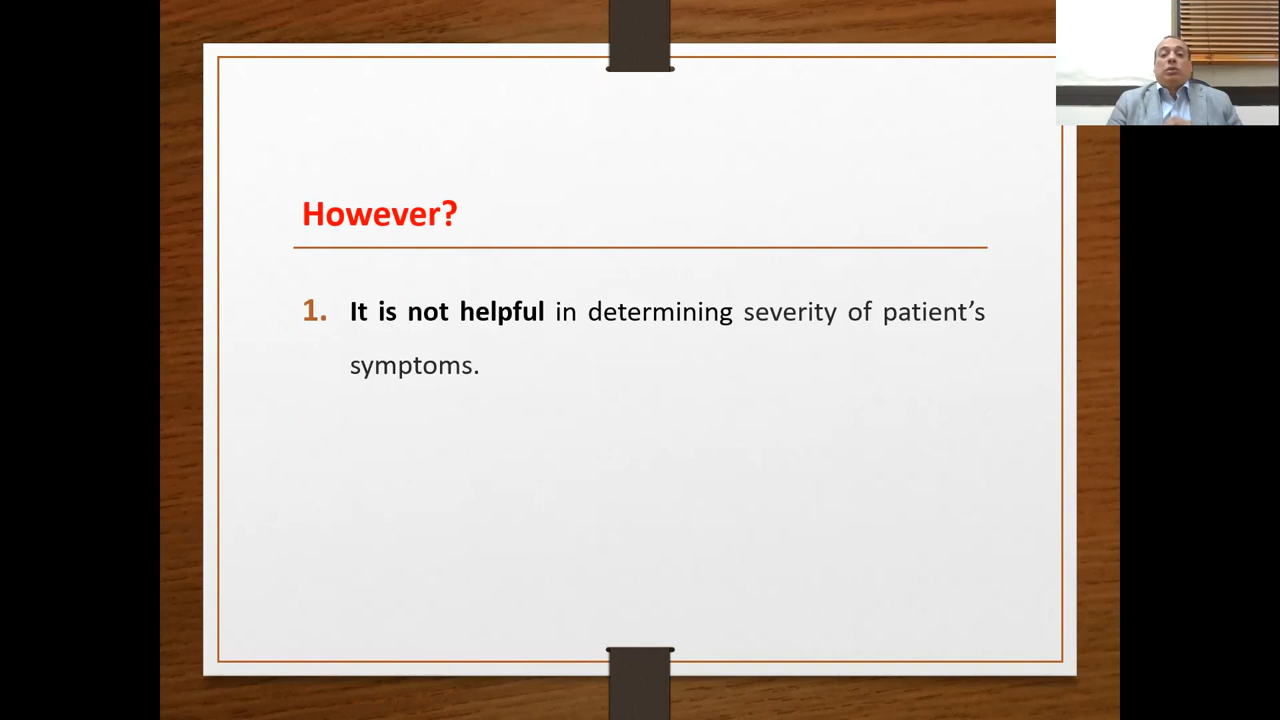 However?
1. It is not helpful in determining severity of patient’s
symptoms.